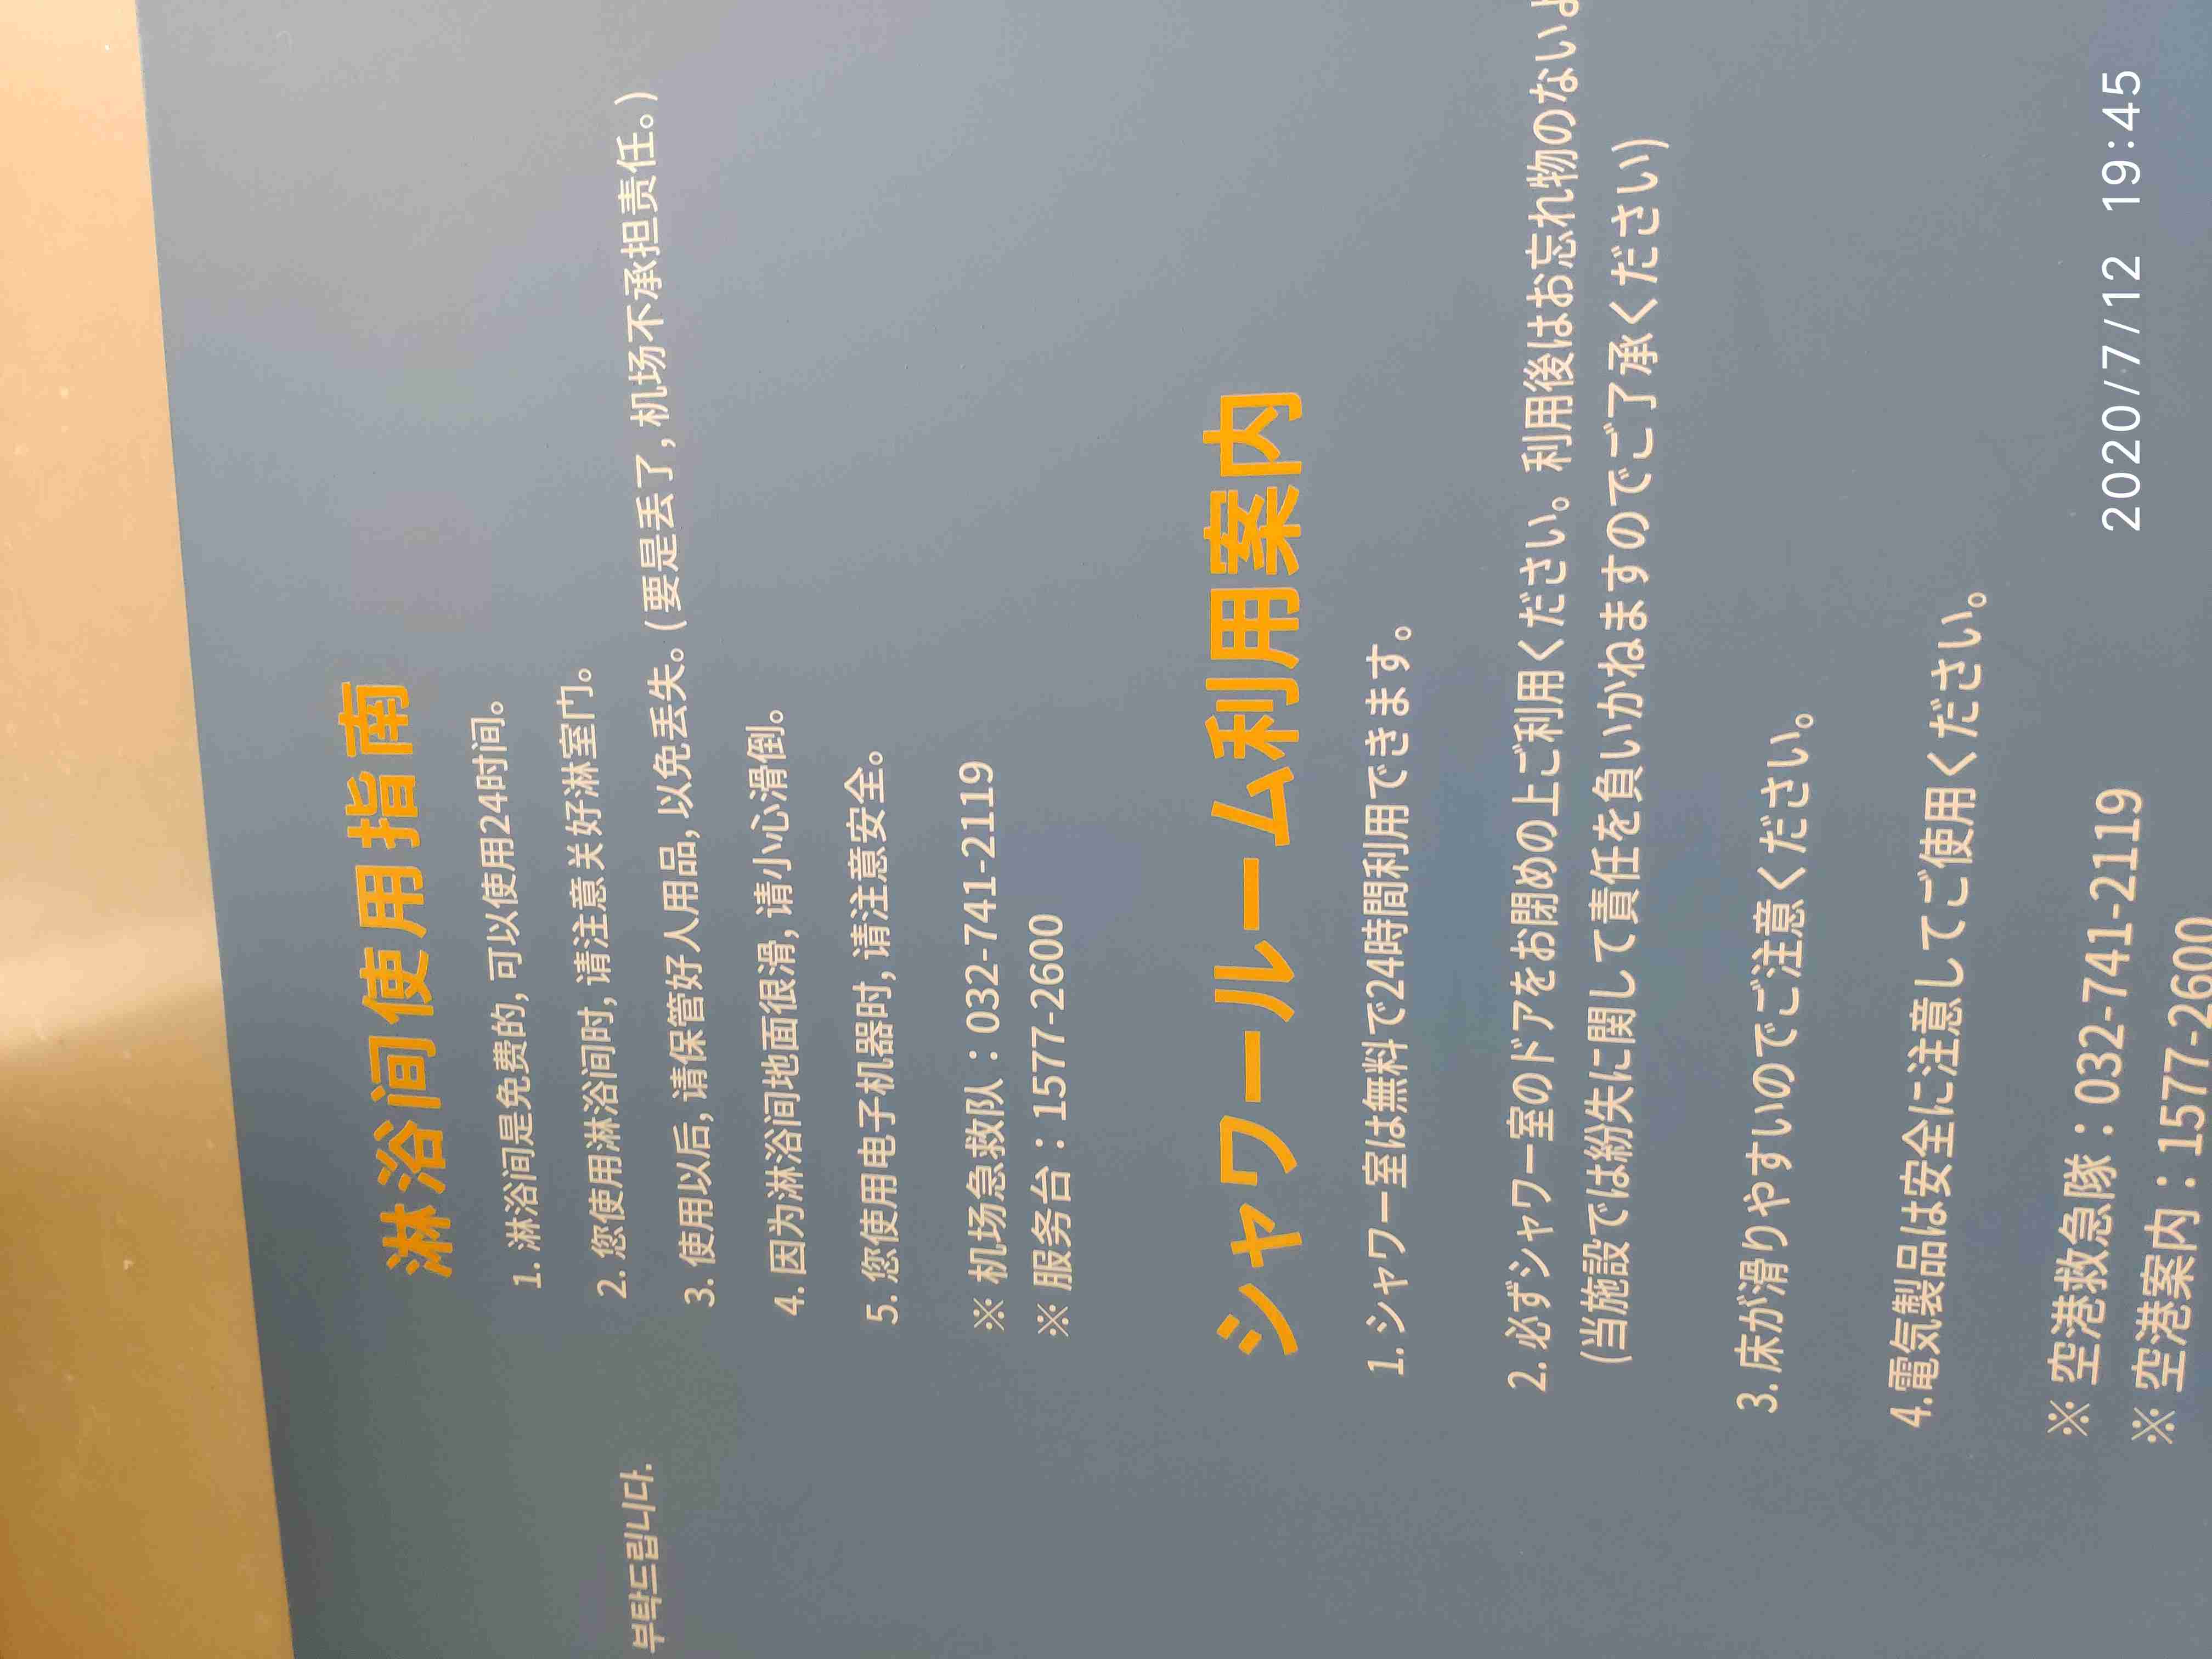 淋浴间使用指南
1. 淋浴间是免费的, 可以使用24时间。
2. 您使用淋浴间时, 请注意关好淋室门。
부탁드립니다.
3. 使用以后, 请保管好人用品, 以免丢失。(要是丢了, 机场不承担责任。)
4. 因为淋浴间地面很滑, 请小心滑倒。
5. 您使用电子机器时, 请注意安全。
※ 机场急救队：032-741-2119
※ 服务台：1577-2600
シャワールーム利用案内
1. シャワー室は無料で24時間利用できます。
2. 必ずシャワー室のドアをお閉めの上ご利用ください。利用後はお忘れ物のないよ
(当施設では紛失に関して責任を負いかねますのでご了承ください)
3. 床が滑りやすいのでご注意ください。
4.電気製品は安全に注意してご使用ください。
※ 空港救急隊：032-741-2119
※ 空港案内：1577-2600
2020/7/12 19:45